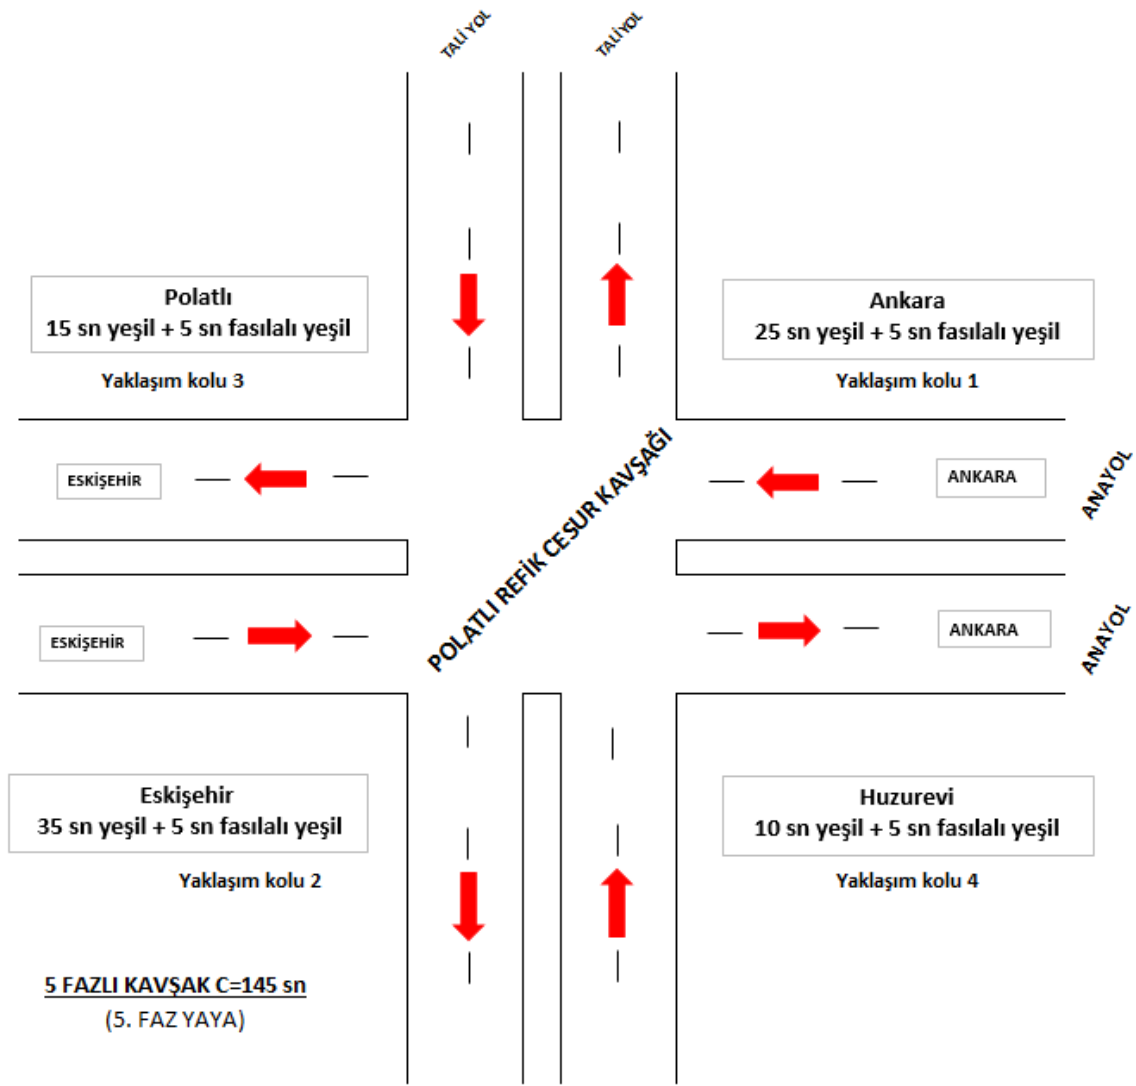 TALİ YOL
TALİYOL
Polatlı
15 sn yeşil + 5 sn fasılalı yeşil
Yaklaşım kolu 3
Ankara
25 sn yeşil + 5 sn fasılalı yeşil
Yaklaşım kolu 1
ESKİŞEHİR
ANKARA
ANAYOL
POLATLI REFİK CESUR KAVŞAĞI
ESKİŞEHİR
ANKARA
ANAYOL
Eskişehir
35 sn yeşil + 5 sn fasılalı yeşil
Yaklaşım kolu 2
Huzurevi
10 sn yeşil + 5 sn fasılalı yeşil
Yaklaşım kolu 4
5 FAZLI KAVŞAK C=145 sn
(5. FAZ YAYA)